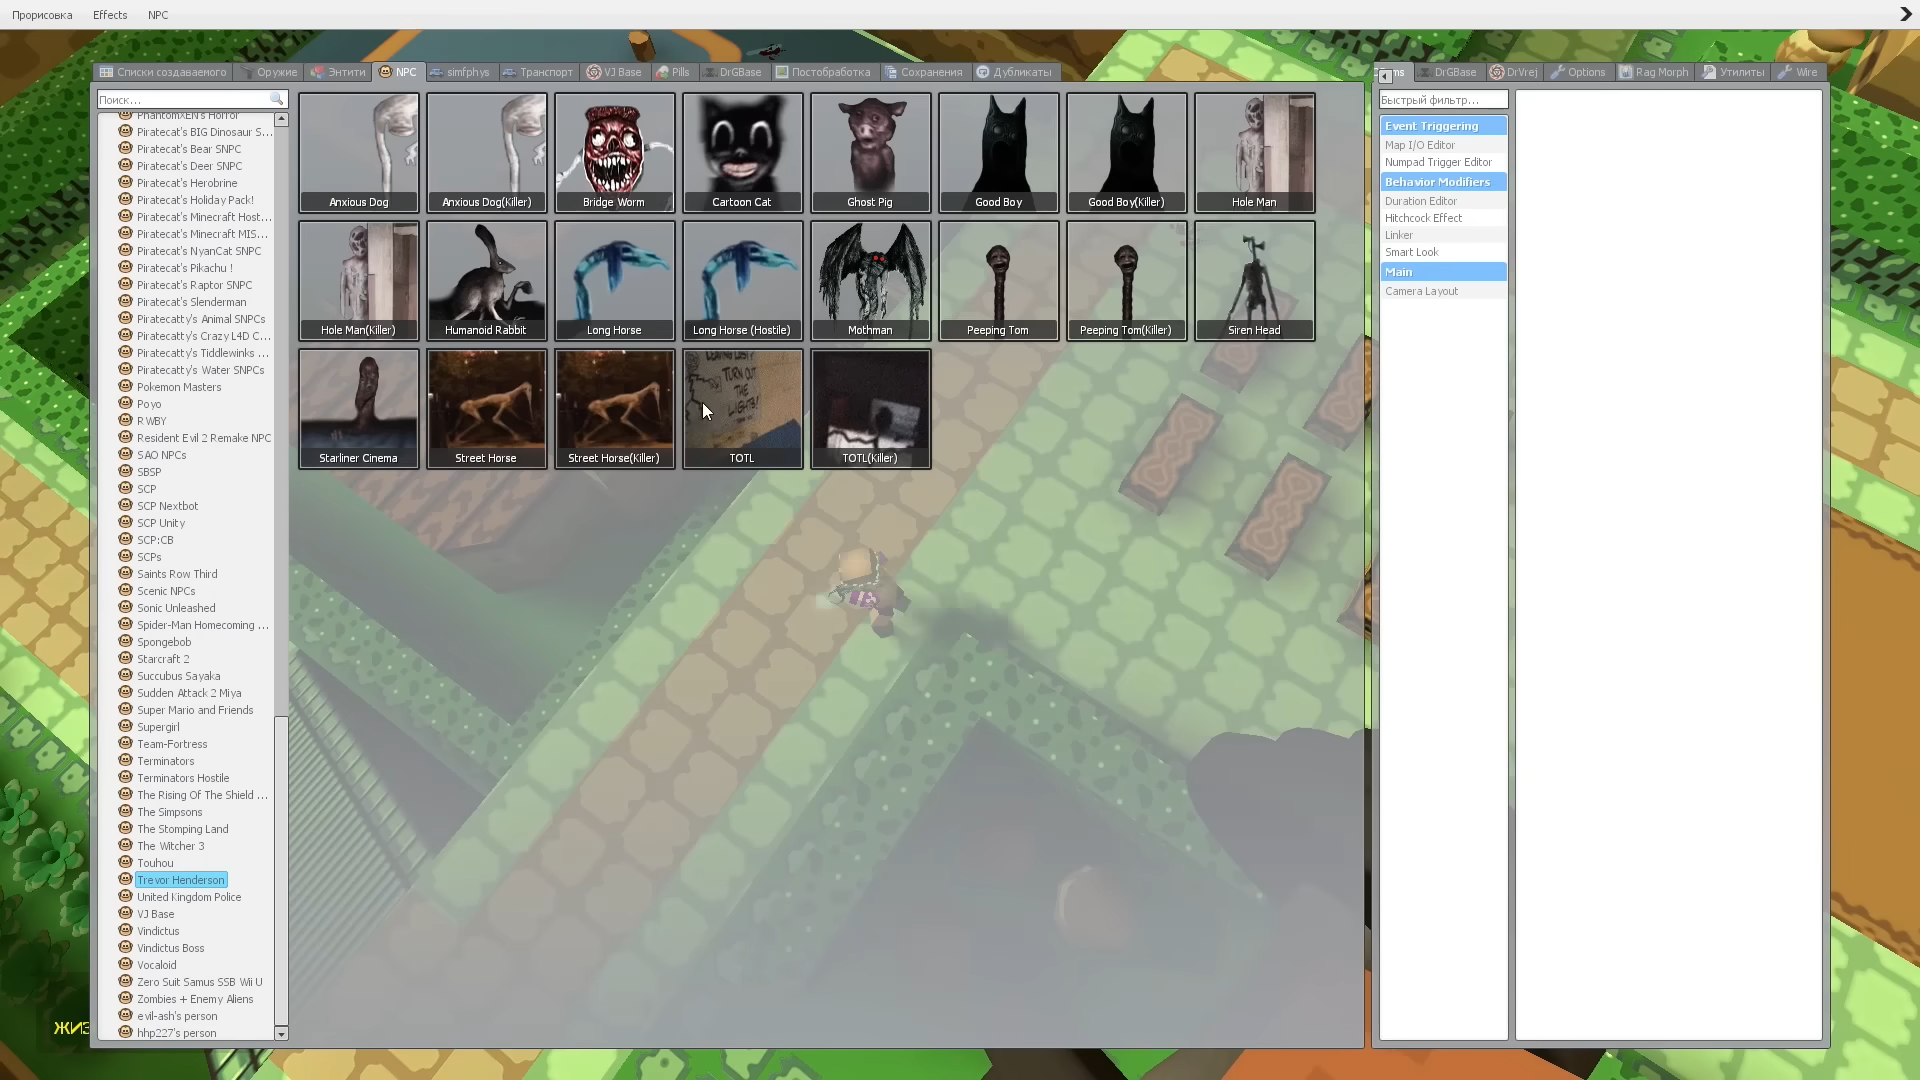 Прорисовка Effects NPC
Списки создаваемого Оружие Энтити NPC simfphys Транспорт VJ Base Pills DrGBase Постобработка Сохранения Дубликаты
DrGBase DrVrej Options Rag Morph Утилиты Wire
Поиск...
PhantomXEN's Horror
Piratecat's BIG Dinosaur S...
Piratecat's Bear SNPC
Piratecat's Deer SNPC
Piratecat's Herobrine
Piratecat's Holiday Pack!
Piratecat's Minecraft Host...
Piratecat's Minecraft MIS...
Piratecat's NyanCat SNPC
Piratecat's Pikachu !
Piratecat's Raptor SNPC
Piratecat's Slenderman
Piratecatty's Animal SNPCs
Piratecatty's Crazy L4D C...
Piratecatty's Tiddlewinks ...
Piratecatty's Water SNPCs
Pokemon Masters
Poyo
RWBY
Resident Evil 2 Remake NPC
SAO NPCs
SBSP
SCP
SCP Nextbot
SCP Unity
SCP:CB
SCPs
Saints Row Third
Scenic NPCs
Sonic Unleashed
Spider-Man Homecoming ...
Spongebob
Starcraft 2
Succubus Sayaka
Sudden Attack 2 Miya
Super Mario and Friends
Supergirl
Team-Fortress
Terminators
Terminators Hostile
The Rising Of The Shield ...
The Simpsons
The Stomping Land
The Witcher 3
Touhou
Trevor Henderson
United Kingdom Police
VJ Base
Vindictus
Vindictus Boss
Vocaloid
Zero Suit Samus SSB Wii U
Zombies + Enemy Aliens
evil-ash's person
hhp227's person
Anxious Dog
Anxious Dog(Killer)
Bridge Worm
Cartoon Cat
Ghost Pig
Good Boy
Good Boy(Killer)
Hole Man
Hole Man(Killer)
Humanoid Rabbit
Long Horse
Long Horse (Hostile)
Mothman
Peeping Tom
Peeping Tom(Killer)
Siren Head
Starliner Cinema
Street Horse
Street Horse(Killer)
TURN OUT
THE
LIGHTS!
TOTL
TOTL(Killer)
Быстрый фильтр...
Event Triggering
Map I/O Editor
Numpad Trigger Editor
Behavior Modifiers
Duration Editor
Hitchcock Effect
Linker
Smart Look
Main
Camera Layout